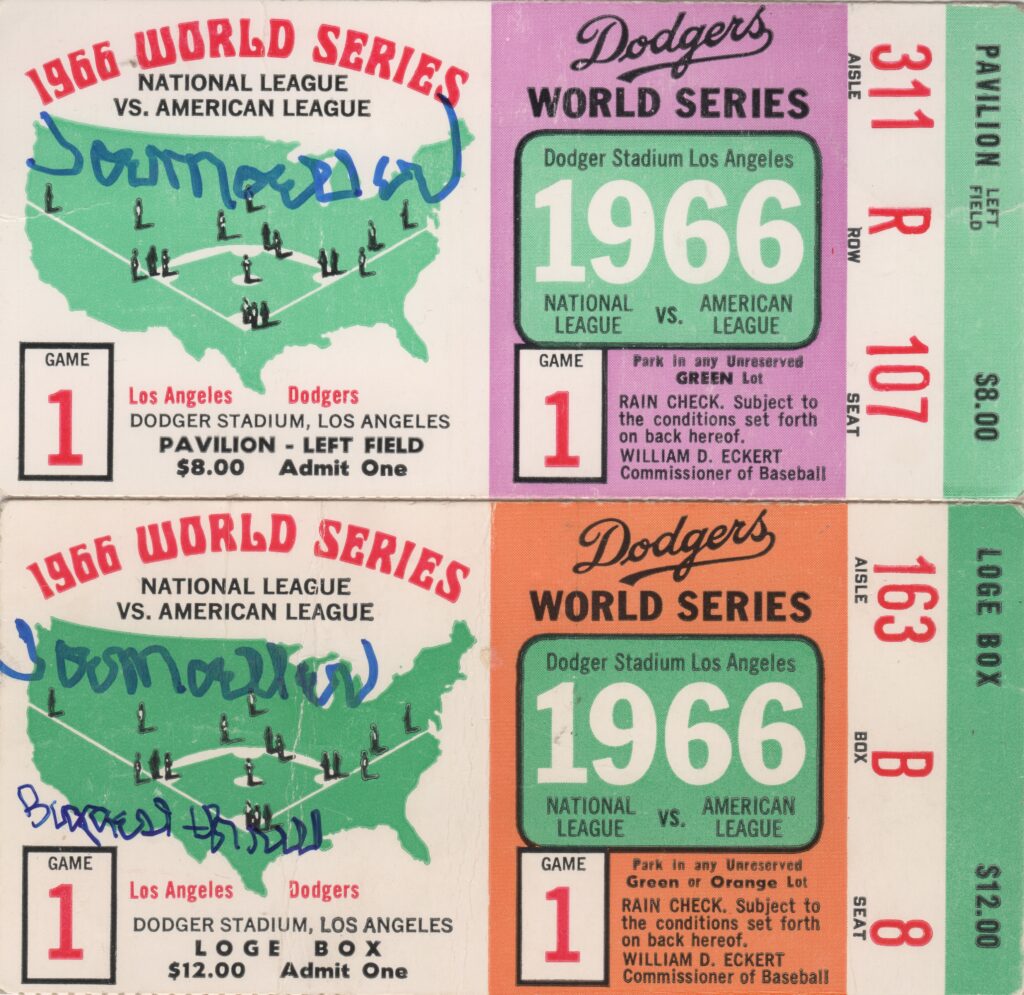 1966 WORLD SERIES
NATIONAL LEAGUE
VS. AMERICAN LEAGUE
GAME
1
Los Angeles Dodgers
DODGER STADIUM, LOS ANGELES
PAVILION - LEFT FIELD
$8.00 Admit One
Dodgers
WORLD SERIES
Dodger Stadium Los Angeles
1966
NATIONAL LEAGUE VS. AMERICAN LEAGUE
GAME
1
Park in any Unreserved
GREEN Lot
RAIN CHECK. Subject to
the conditions set forth
on back hereof.
WILLIAM D. ECKERT
Commissioner of Baseball
311
AISLE
R
ROW
107
SEAT
PAVILION LEFT FIELD
$8.00
1966 WORLD SERIES
NATIONAL LEAGUE
VS. AMERICAN LEAGUE
Biggest thrill
GAME
1
Los Angeles Dodgers
DODGER STADIUM, LOS ANGELES
LOGE BOX
$12.00 Admit One
Dodgers
WORLD SERIES
Dodger Stadium Los Angeles
1966
NATIONAL LEAGUE VS. AMERICAN LEAGUE
GAME
1
Park in any Unreserved
Green or Orange Lot
RAIN CHECK. Subject to
the conditions set forth
on back hereof.
WILLIAM D. ECKERT
Commissioner of Baseball
163
AISLE
B
BOX
8
SEAT
LOGE BOX
$12.00